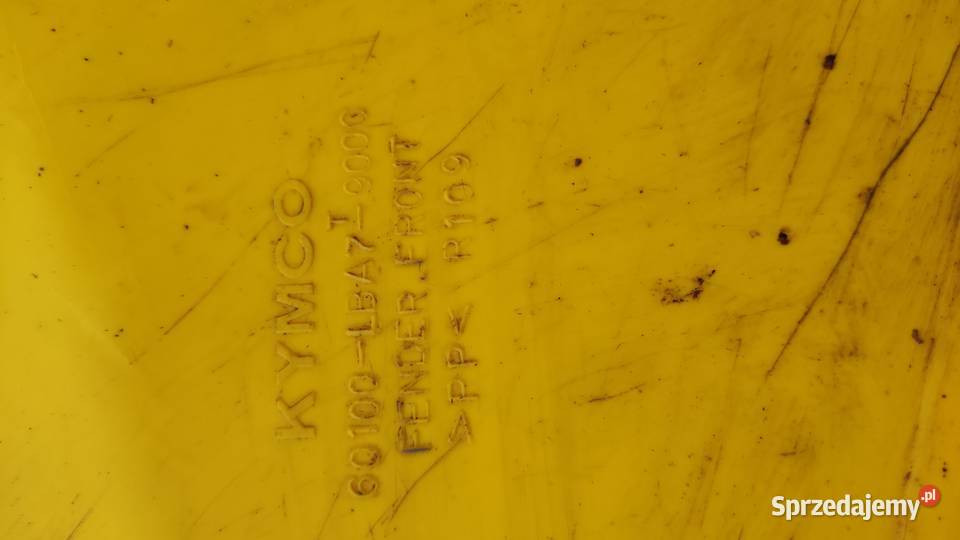 KYMCO
T
60100-LBA7-9000
FENDER,FRONT
>PP< R109
Sprzedajemy.pl